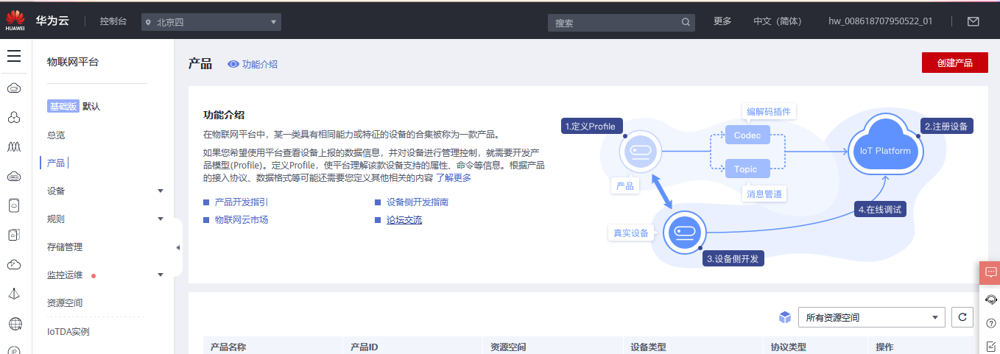 HUAWEI
华为云
控制台
北京四
搜索
更多
中文（简体）
hw_008618707950522_01
物联网平台
基础版 默认
总览
产品
设备
规则
存储管理
监控运维
资源空间
IoTDA实例
产品
功能介绍
创建产品
功能介绍
在物联网平台中，某一类具有相同能力或特征的设备的合集被称为一款产品。
如果您希望使用平台查看设备上报的数据信息，并对设备进行管理控制，就需要开发产
品模型(Profile)。定义Profile，使平台理解该款设备支持的属性、命令等信息。根据产品
的接入协议、数据格式等可能还需要您定义其他相关的内容 了解更多
产品开发指引
设备侧开发指南
物联网云市场
论坛交流
1.定义Profile
编解码插件
Codec
Topic
消息管道
产品
2.注册设备
IoT Platform
4.在线调试
真实设备
3.设备侧开发
所有资源空间
产品名称
产品ID
资源空间
设备类型
协议类型
操作
IP
W